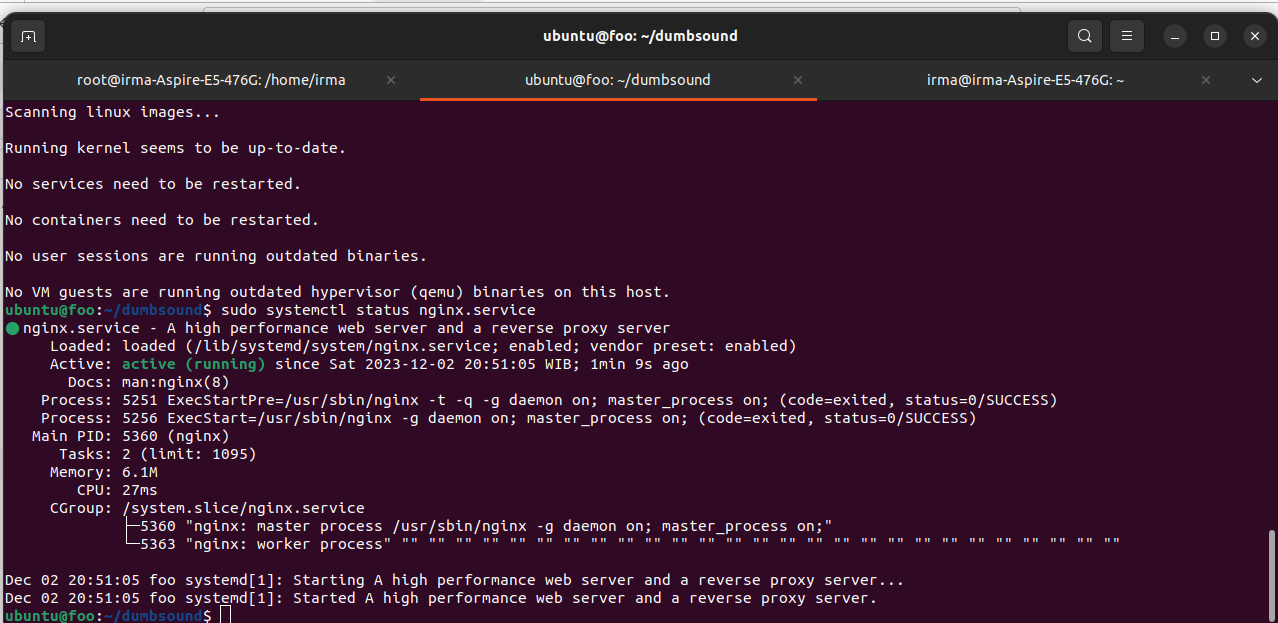 ubuntu@foo: ~/dumbsound
root@irma-Aspire-E5-476G: /home/irma
ubuntu@foo: ~/dumbsound
irma@irma-Aspire-E5-476G: ~
Scanning linux images...
Running kernel seems to be up-to-date.
No services need to be restarted.
No containers need to be restarted.
No user sessions are running outdated binaries.
No VM guests are running outdated hypervisor (qemu) binaries on this host.
ubuntu@foo:~/dumbsound$ sudo systemctl status nginx.service
● nginx.service - A high performance web server and a reverse proxy server
     Loaded: loaded (/lib/systemd/system/nginx.service; enabled; vendor preset: enabled)
     Active: active (running) since Sat 2023-12-02 20:51:05 WIB; 1min 9s ago
       Docs: man:nginx(8)
    Process: 5251 ExecStartPre=/usr/sbin/nginx -t -q -g daemon on; master_process on; (code=exited, status=0/SUCCESS)
    Process: 5256 ExecStart=/usr/sbin/nginx -g daemon on; master_process on; (code=exited, status=0/SUCCESS)
   Main PID: 5360 (nginx)
      Tasks: 2 (limit: 1095)
     Memory: 6.1M
        CPU: 27ms
     CGroup: /system.slice/nginx.service
             ├─5360 "nginx: master process /usr/sbin/nginx -g daemon on; master_process on;"
             └─5363 "nginx: worker process" "" "" "" "" "" "" "" "" "" "" "" "" "" "" "" "" "" "" "" "" "" "" "" "" "" "" ""
Dec 02 20:51:05 foo systemd[1]: Starting A high performance web server and a reverse proxy server...
Dec 02 20:51:05 foo systemd[1]: Started A high performance web server and a reverse proxy server.
ubuntu@foo:~/dumbsound$